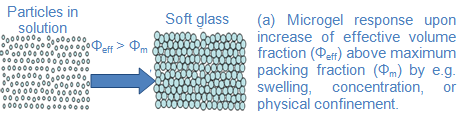 Particles in
solution
Φeff > Φm
Soft glass
(a) Microgel response upon
increase of effective volume
fraction (Φeff) above maximum
packing fraction (Φm) by e.g.
swelling, concentration, or
physical confinement.